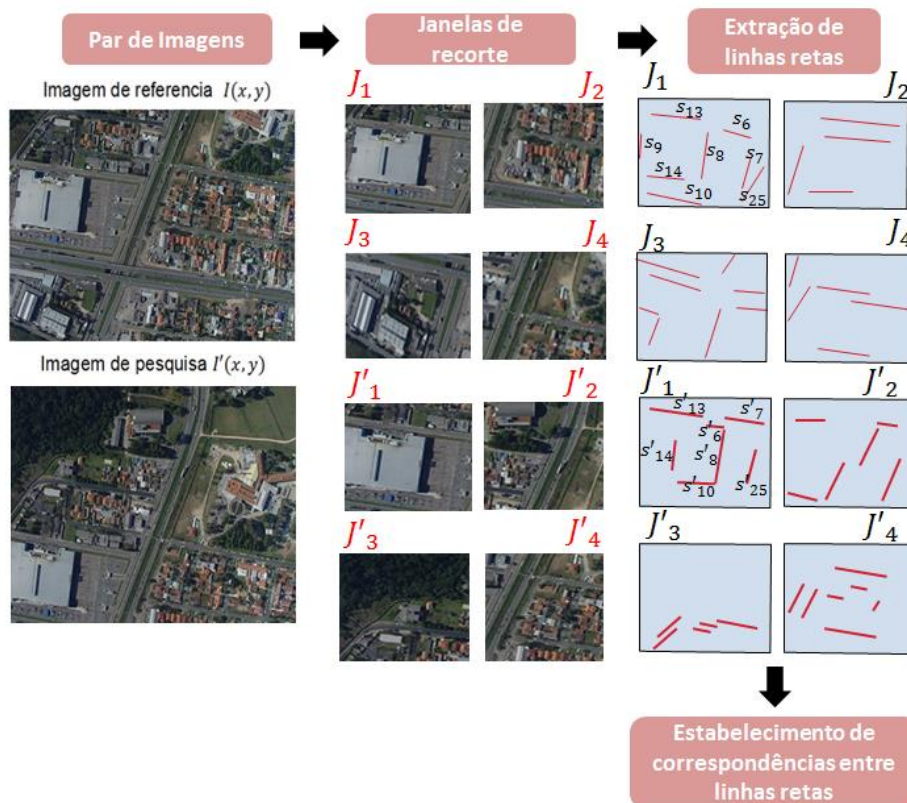 Par de Imagens
Janelas de
recorte
Extração de
linhas retas
Imagem de referencia I(x,y)
J1 J2
J3 J4
J'1 J'2
J'3 J'4
J1 J2
s13 s6
s9 s8 s7
s14
s10 s25
J3 J4
J'1 J'2
s'13 s'7
s'6
s'14 s'8
s'10 s'25
J'3 J'4
Imagem de pesquisa I'(x,y)
Estabelecimento de
correspondências entre
linhas retas